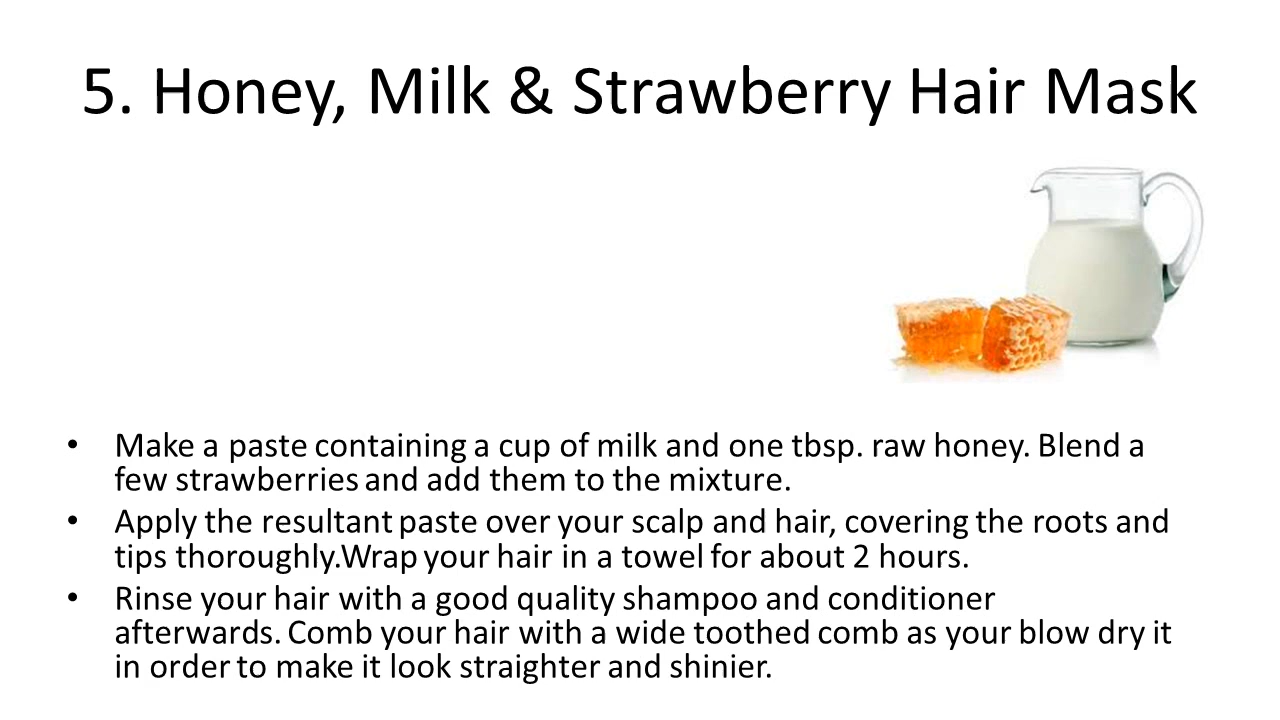 5. Honey, Milk & Strawberry Hair Mask
• Make a paste containing a cup of milk and one tbsp. raw honey. Blend a
few strawberries and add them to the mixture.
• Apply the resultant paste over your scalp and hair, covering the roots and
tips thoroughly.Wrap your hair in a towel for about 2 hours.
• Rinse your hair with a good quality shampoo and conditioner
afterwards. Comb your hair with a wide toothed comb as your blow dry it
in order to make it look straighter and shinier.